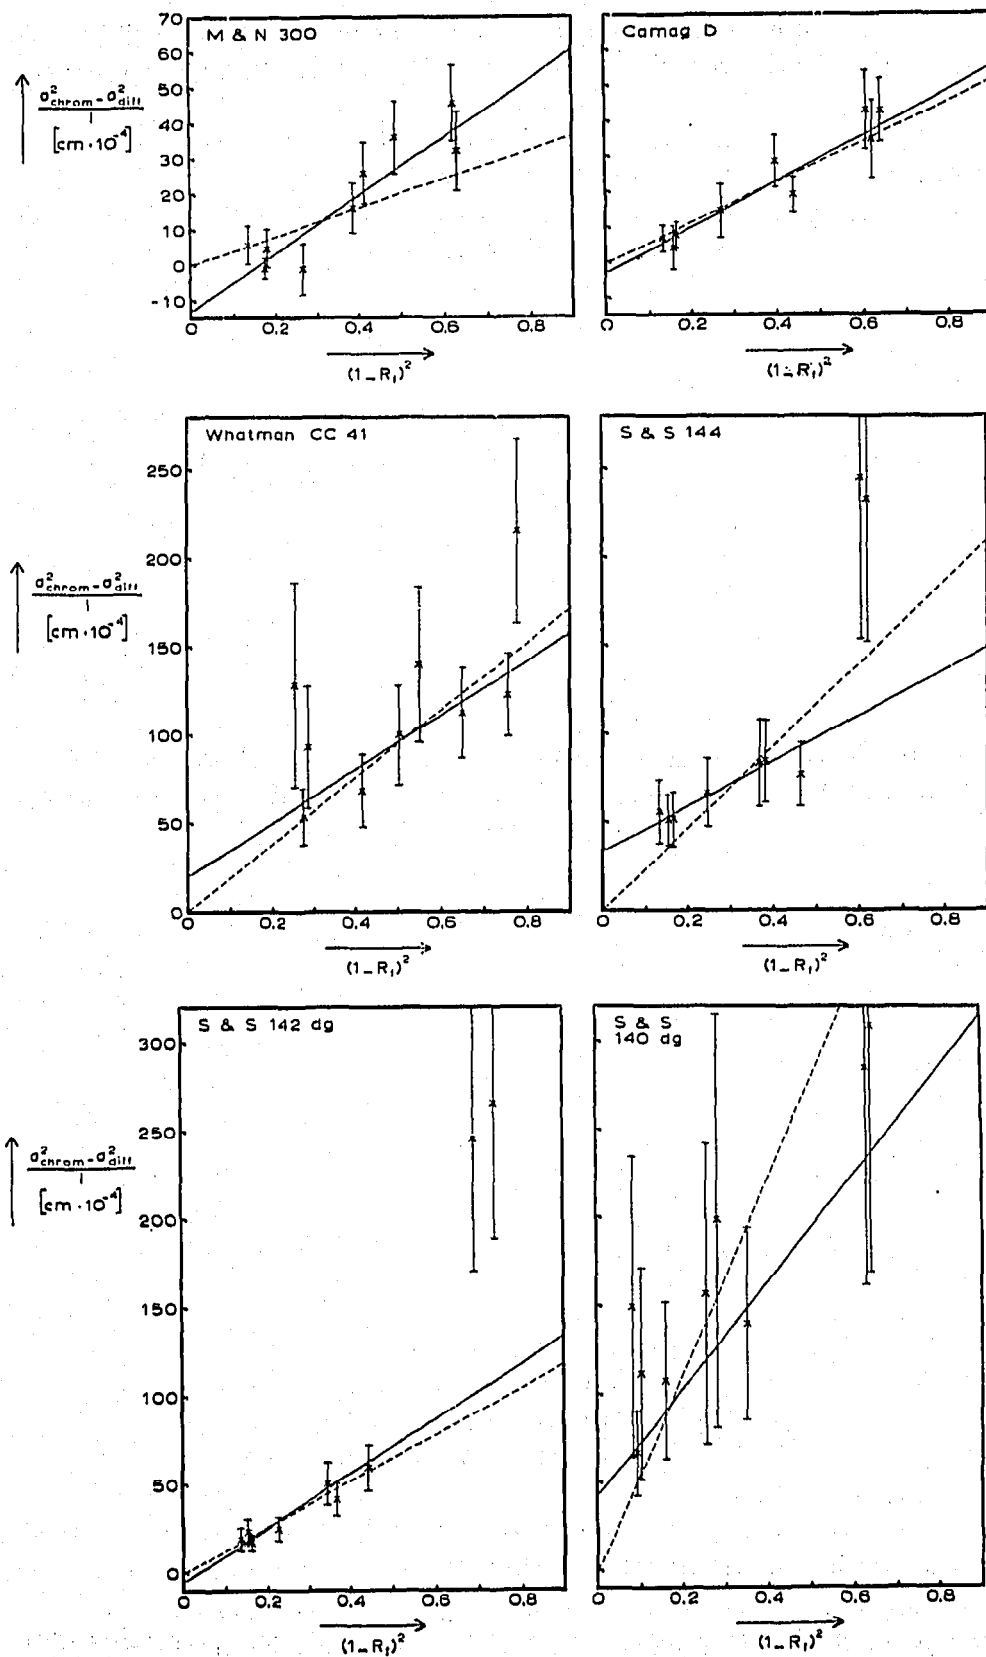 M & N 300
70
60
50
40
30
20
10
0
-10
0 0.2 0.4 0.6 0.8
σ²chrom - σ²diff
l
[cm·10⁻⁴]
(1-Rf)²
Camag D
0 0.2 0.4 0.6 0.8
(1-Rf)²
Whatman CC 41
250
200
150
100
50
0
0 0.2 0.4 0.6 0.8
σ²chrom - σ²diff
l
[cm·10⁻⁴]
(1-Rf)²
S & S 144
0 0.2 0.4 0.6 0.8
(1-Rf)²
S & S 142 dg
300
250
200
150
100
50
0
0 0.2 0.4 0.6 0.8
σ²chrom - σ²diff
l
[cm·10⁻⁴]
(1-Rf)²
S & S
140 dg
0 0.2 0.4 0.6 0.8
(1-Rf)²